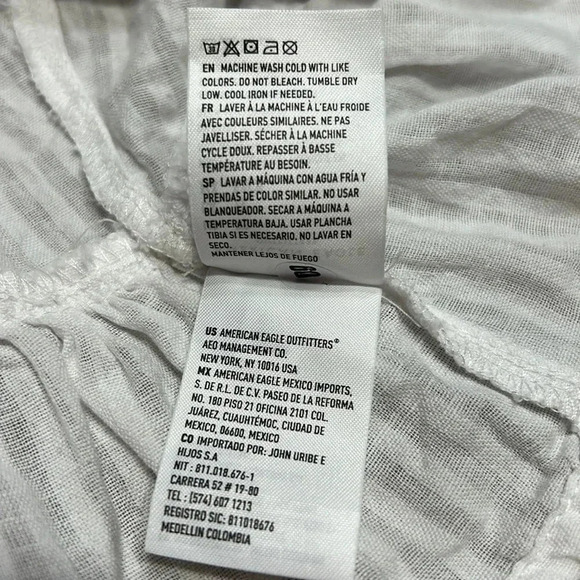 EN MACHINE WASH COLD WITH LIKE
COLORS. DO NOT BLEACH. TUMBLE DRY
LOW. COOL IRON IF NEEDED.
FR LAVER À LA MACHINE À L'EAU FROIDE
AVEC COULEURS SIMILAIRES. NE PAS
JAVELLISER. SÉCHER À LA MACHINE
CYCLE DOUX. REPASSER À BASSE
TEMPÉRATURE AU BESOIN.
SP LAVAR A MÁQUINA CON AGUA FRÍA Y
PRENDAS DE COLOR SIMILAR. NO USAR
BLANQUEADOR. SECAR A MÁQUINA A
TEMPERATURA BAJA. USAR PLANCHA
TIBIA SI ES NECESARIO. NO LAVAR EN
SECO.
MANTENER LEJOS DE FUEGO
US AMERICAN EAGLE OUTFITTERS®
AEO MANAGEMENT CO.
NEW YORK, NY 10016 USA
MX AMERICAN EAGLE MEXICO IMPORTS,
S. DE R.L. DE C.V. PASEO DE LA REFORMA
NO. 180 PISO 21 OFICINA 2101 COL.
JUÁREZ, CUAUHTÉMOC, CIUDAD DE
MÉXICO, 06600, MÉXICO
CO IMPORTADO POR: JOHN URIBE E
HIJOS S.A
NIT : 811.018.676-1
CARRERA 52 # 19-80
TEL : (574) 607 1213
REGISTRO SIC: 811018676
MEDELLIN COLOMBIA